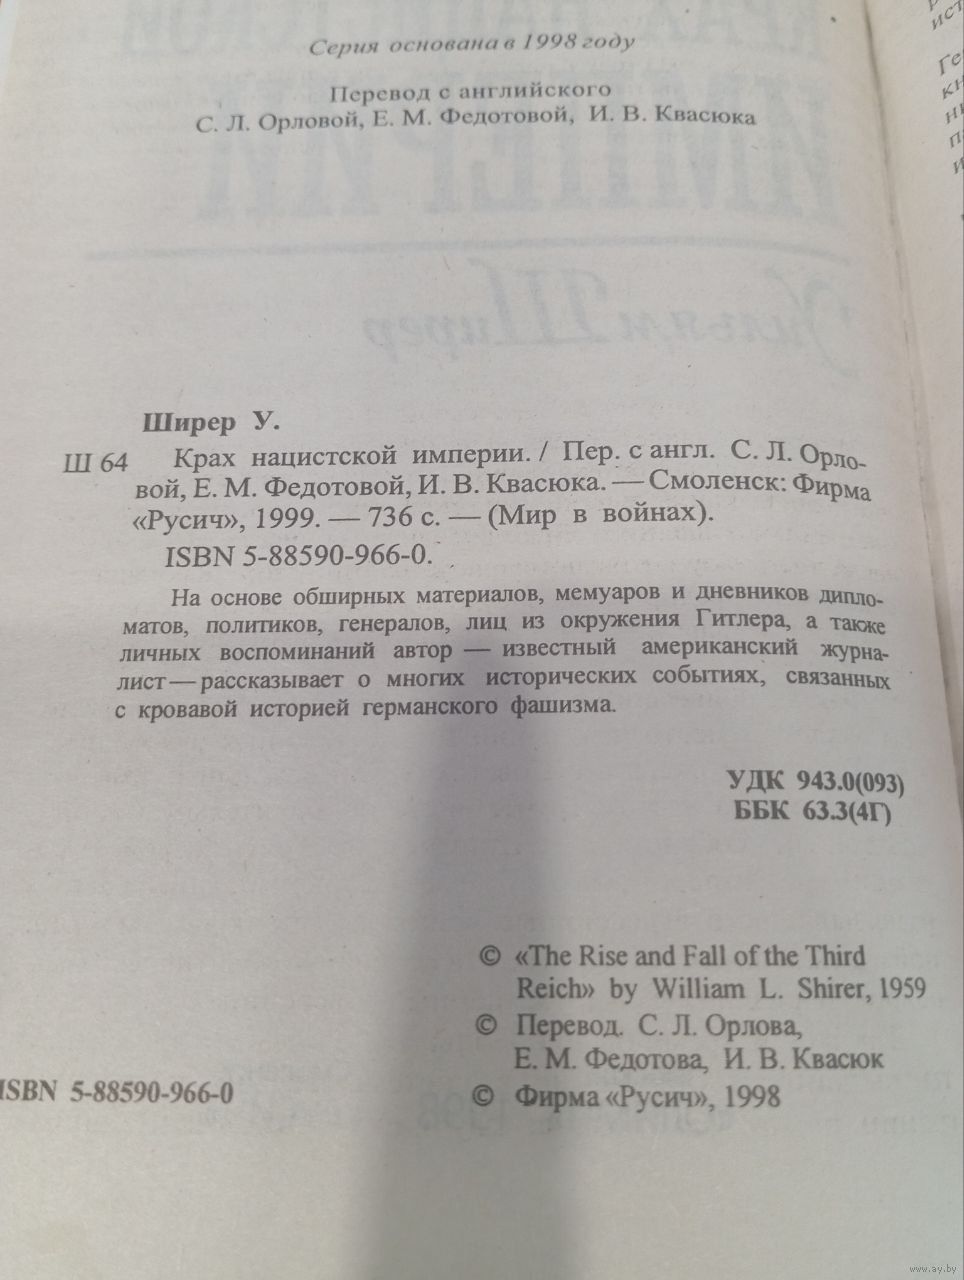 Серия основана в 1998 году
Перевод с английского
С. Л. Орловой, Е. М. Федотовой, И. В. Квасюка
Ширер У.
Ш 64 Крах нацистской империи. / Пер. с англ. С. Л. Орло-
вой, Е. М. Федотовой, И. В. Квасюка. — Смоленск: Фирма
«Русич», 1999. — 736 с. — (Мир в войнах).
ISBN 5-88590-966-0.
На основе обширных материалов, мемуаров и дневников дипло-
матов, политиков, генералов, лиц из окружения Гитлера, а также
личных воспоминаний автор — известный американский журна-
лист — рассказывает о многих исторических событиях, связанных
с кровавой историей германского фашизма.
УДК 943.0(093)
ББК 63.3(4Г)
© «The Rise and Fall of the Third
Reich» by William L. Shirer, 1959
© Перевод. С. Л. Орлова,
Е. М. Федотова, И. В. Квасюк
ISBN 5-88590-966-0
© Фирма «Русич», 1998
www.ay.by